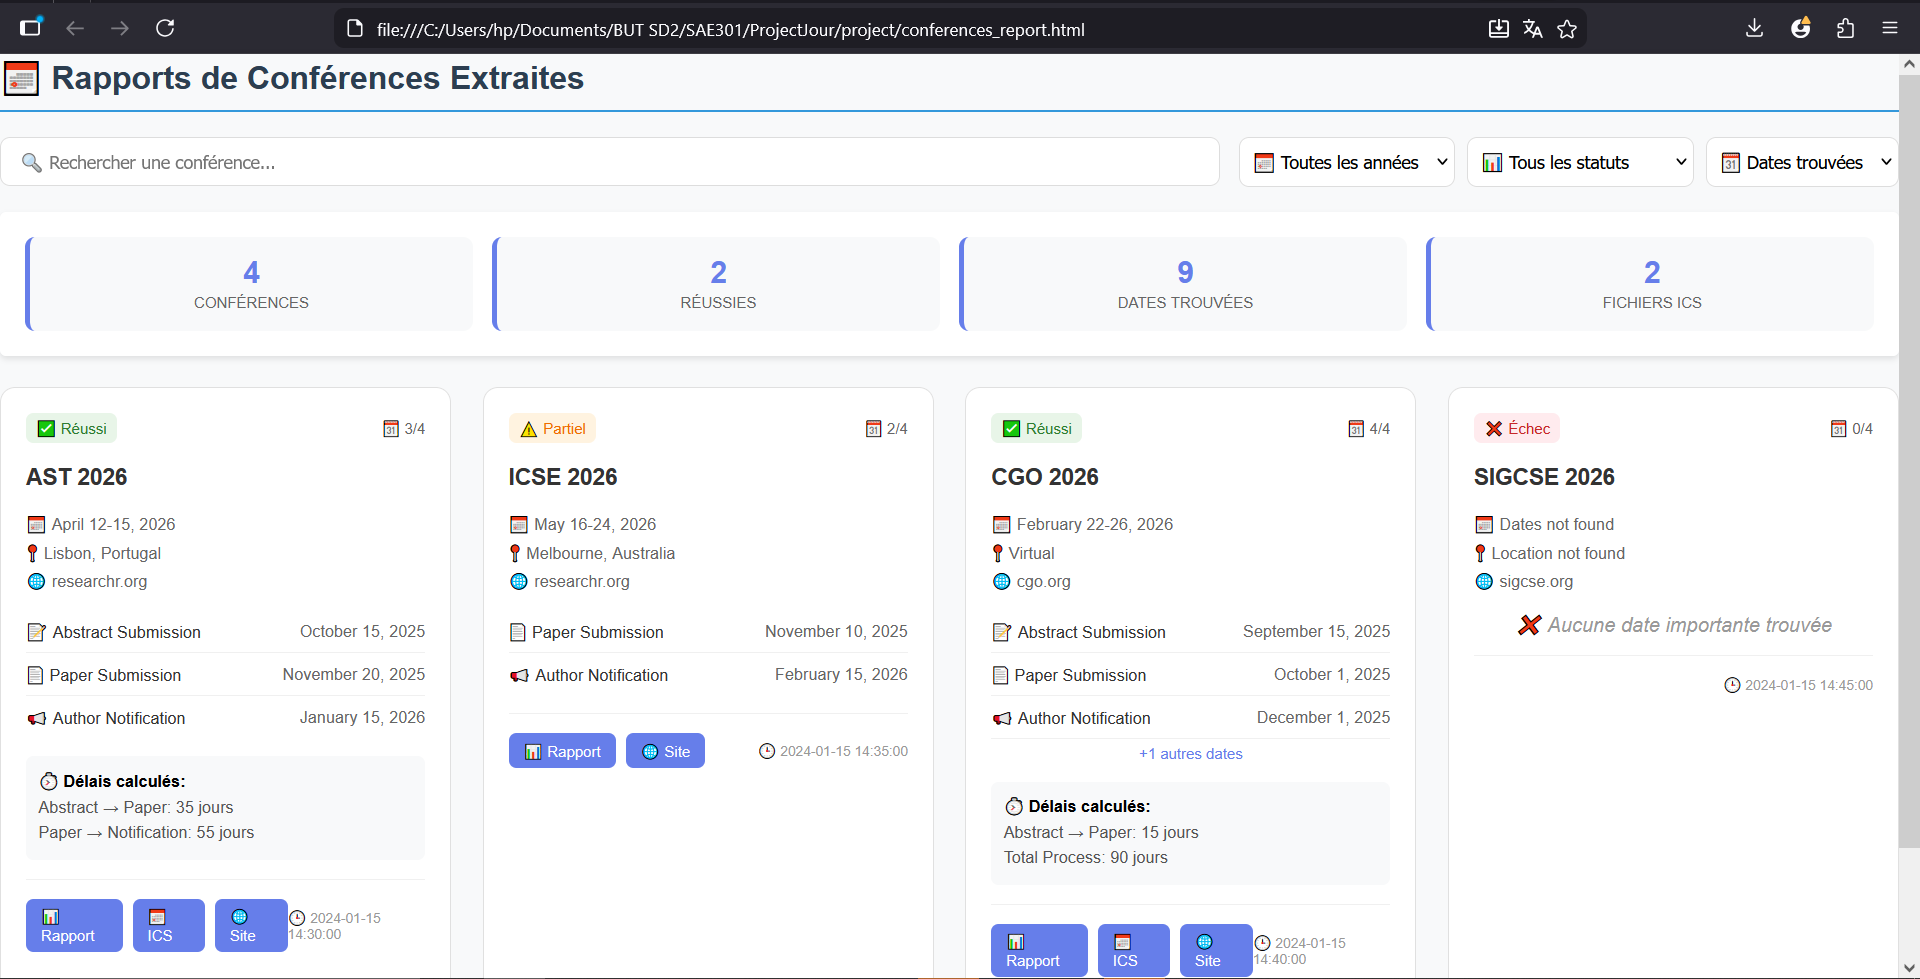 file:///C:/Users/hp/Documents/BUT SD2/SAE301/ProjectJour/project/conferences_report.html
Rapports de Conférences Extraites
Rechercher une conférence...
Toutes les années
Tous les statuts
Dates trouvées
4
CONFÉRENCES
2
RÉUSSIES
9
DATES TROUVÉES
2
FICHIERS ICS
Réussi
3/4
AST 2026
April 12-15, 2026
Lisbon, Portugal
researchr.org
Abstract Submission October 15, 2025
Paper Submission November 20, 2025
Author Notification January 15, 2026
Délais calculés:
Abstract → Paper: 35 jours
Paper → Notification: 55 jours
Rapport
ICS
Site
2024-01-15
14:30:00
Partiel
2/4
ICSE 2026
May 16-24, 2026
Melbourne, Australia
researchr.org
Paper Submission November 10, 2025
Author Notification February 15, 2026
Rapport
Site
2024-01-15 14:35:00
Réussi
4/4
CGO 2026
February 22-26, 2026
Virtual
cgo.org
Abstract Submission September 15, 2025
Paper Submission October 1, 2025
Author Notification December 1, 2025
+1 autres dates
Délais calculés:
Abstract → Paper: 15 jours
Total Process: 90 jours
Rapport
ICS
Site
2024-01-15
14:40:00
Échec
0/4
SIGCSE 2026
Dates not found
Location not found
sigcse.org
Aucune date importante trouvée
2024-01-15 14:45:00